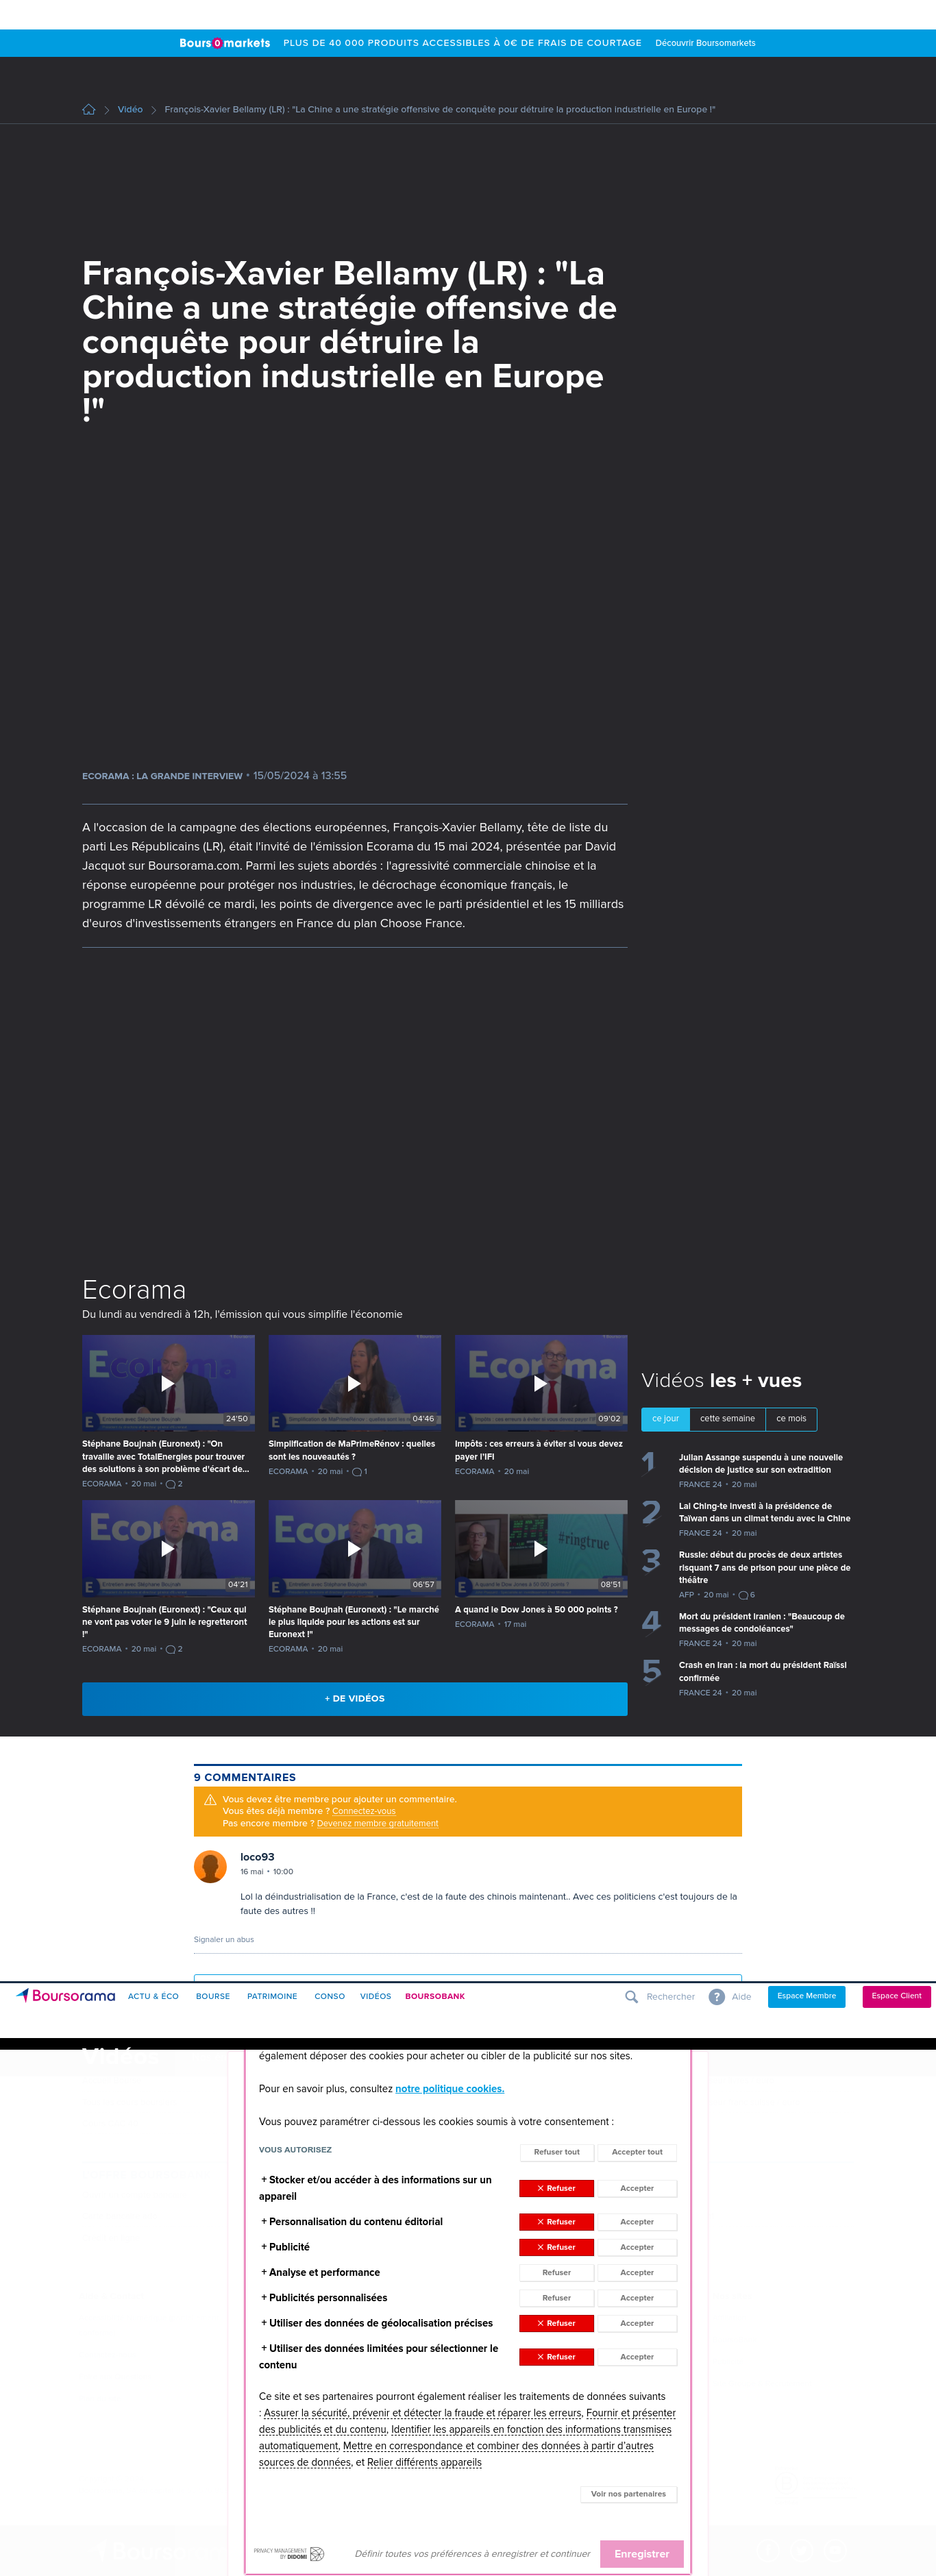 Bours0markets PLUS DE 40 000 PRODUITS ACCESSIBLES À 0€ DE FRAIS DE COURTAGE Découvrir Boursomarkets
Vidéo François-Xavier Bellamy (LR) : "La Chine a une stratégie offensive de conquête pour détruire la production industrielle en Europe !"
François-Xavier Bellamy (LR) : "La
Chine a une stratégie offensive de
conquête pour détruire la
production industrielle en Europe
!"
ECORAMA : LA GRANDE INTERVIEW • 15/05/2024 à 13:55
A l'occasion de la campagne des élections européennes, François-Xavier Bellamy, tête de liste du
parti Les Républicains (LR), était l'invité de l'émission Ecorama du 15 mai 2024, présentée par David
Jacquot sur Boursorama.com. Parmi les sujets abordés : l'agressivité commerciale chinoise et la
réponse européenne pour protéger nos industries, le décrochage économique français, le
programme LR dévoilé ce mardi, les points de divergence avec le parti présidentiel et les 15 milliards
d'euros d'investissements étrangers en France du plan Choose France.
Ecorama
Du lundi au vendredi à 12h, l'émission qui vous simplifie l'économie
24'50
Stéphane Boujnah (Euronext) : "On
travaille avec TotalEnergies pour trouver
des solutions à son problème d'écart de...
ECORAMA • 20 mai • 2
04'46
Simplification de MaPrimeRénov : quelles
sont les nouveautés ?
ECORAMA • 20 mai • 1
09'02
Impôts : ces erreurs à éviter si vous devez
payer l'IFI
ECORAMA • 20 mai
04'21
Stéphane Boujnah (Euronext) : "Ceux qui
ne vont pas voter le 9 juin le regretteront
!"
ECORAMA • 20 mai • 2
06'57
Stéphane Boujnah (Euronext) : "Le marché
le plus liquide pour les actions est sur
Euronext !"
ECORAMA • 20 mai
#ringtrue
08'51
A quand le Dow Jones à 50 000 points ?
ECORAMA • 17 mai
+ DE VIDÉOS
Vidéos les + vues
ce jour cette semaine ce mois
1 Julian Assange suspendu à une nouvelle
décision de justice sur son extradition
FRANCE 24 • 20 mai
2 Lai Ching-te investi à la présidence de
Taïwan dans un climat tendu avec la Chine
FRANCE 24 • 20 mai
3 Russie: début du procès de deux artistes
risquant 7 ans de prison pour une pièce de
théâtre
AFP • 20 mai • 6
4 Mort du président iranien : "Beaucoup de
messages de condoléances"
FRANCE 24 • 20 mai
5 Crash en Iran : la mort du président Raïssi
confirmée
FRANCE 24 • 20 mai
9 COMMENTAIRES
Vous devez être membre pour ajouter un commentaire.
Vous êtes déjà membre ? Connectez-vous
Pas encore membre ? Devenez membre gratuitement
loco93
16 mai • 10:00
Lol la déindustrialisation de la France, c'est de la faute des chinois maintenant.. Avec ces politiciens c'est toujours de la
faute des autres !!
Signaler un abus
Boursorama ACTU & ÉCO BOURSE PATRIMOINE CONSO VIDÉOS BOURSOBANK Rechercher ? Aide Espace Membre Espace Client
également déposer des cookies pour acheter ou cibler de la publicité sur nos sites.
Pour en savoir plus, consultez notre politique cookies.
Vous pouvez paramétrer ci-dessous les cookies soumis à votre consentement :
VOUS AUTORISEZ Refuser tout Accepter tout
+ Stocker et/ou accéder à des informations sur un
appareil
Refuser Accepter
+ Personnalisation du contenu éditorial Refuser Accepter
+ Publicité Refuser Accepter
+ Analyse et performance Refuser Accepter
+ Publicités personnalisées Refuser Accepter
+ Utiliser des données de géolocalisation précises Refuser Accepter
+ Utiliser des données limitées pour sélectionner le
contenu
Refuser Accepter
Ce site et ses partenaires pourront également réaliser les traitements de données suivants
: Assurer la sécurité, prévenir et détecter la fraude et réparer les erreurs, Fournir et présenter
des publicités et du contenu, Identifier les appareils en fonction des informations transmises
automatiquement, Mettre en correspondance et combiner des données à partir d'autres
sources de données, et Relier différents appareils
Voir nos partenaires
PRIVACY MANAGEMENT
BY DIDOMI
Définir toutes vos préférences à enregistrer et continuer Enregistrer